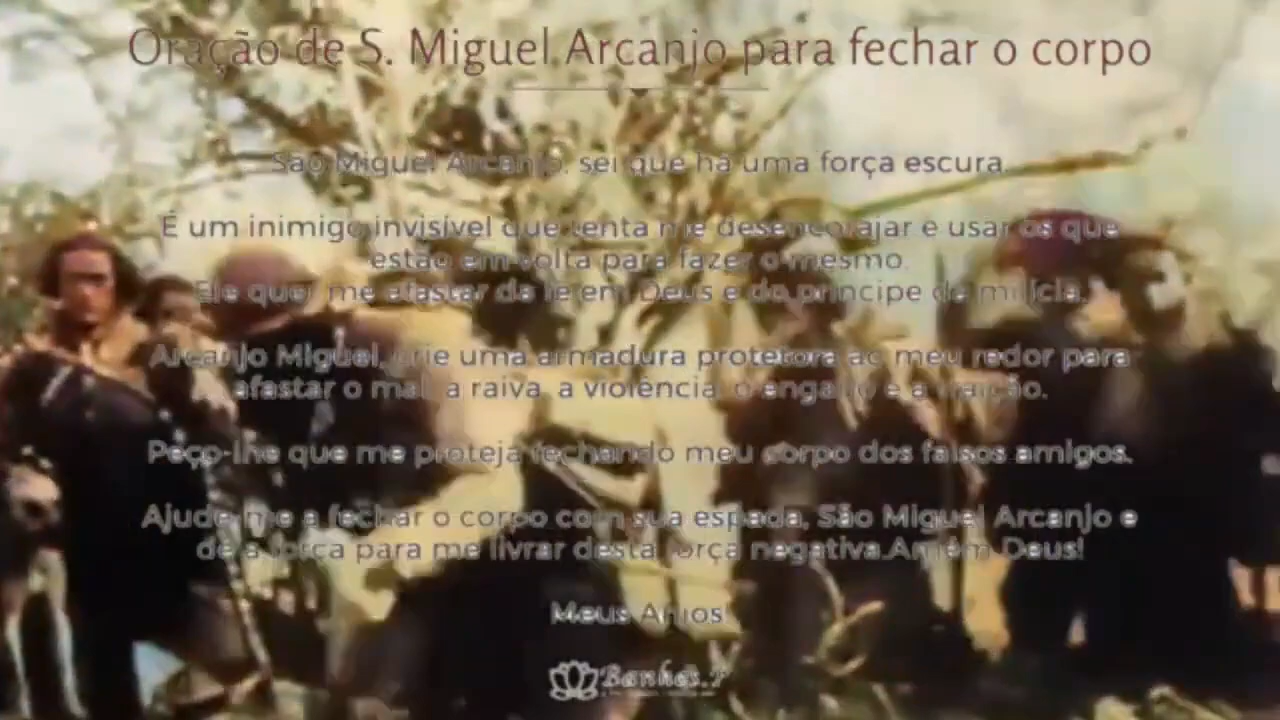 Oração de S. Miguel Arcanjo para fechar o corpo
São Miguel Arcanjo, sei que há uma força escura.
É um inimigo invisível que tenta me desencorajar e usar os que
estão em volta para fazer o mesmo.
Ele quer me afastar da fé em Deus e do príncipe da milícia.
Arcanjo Miguel, crie uma armadura protetora ao meu redor para
afastar o mal, a raiva, a violência, o engano e a traição.
Peço-lhe que me proteja fechando meu corpo dos falsos amigos.
Ajude-me a fechar o corpo com sua espada, São Miguel Arcanjo e
dê a força para me livrar desta força negativa.Amém Deus!
Meus Anjos